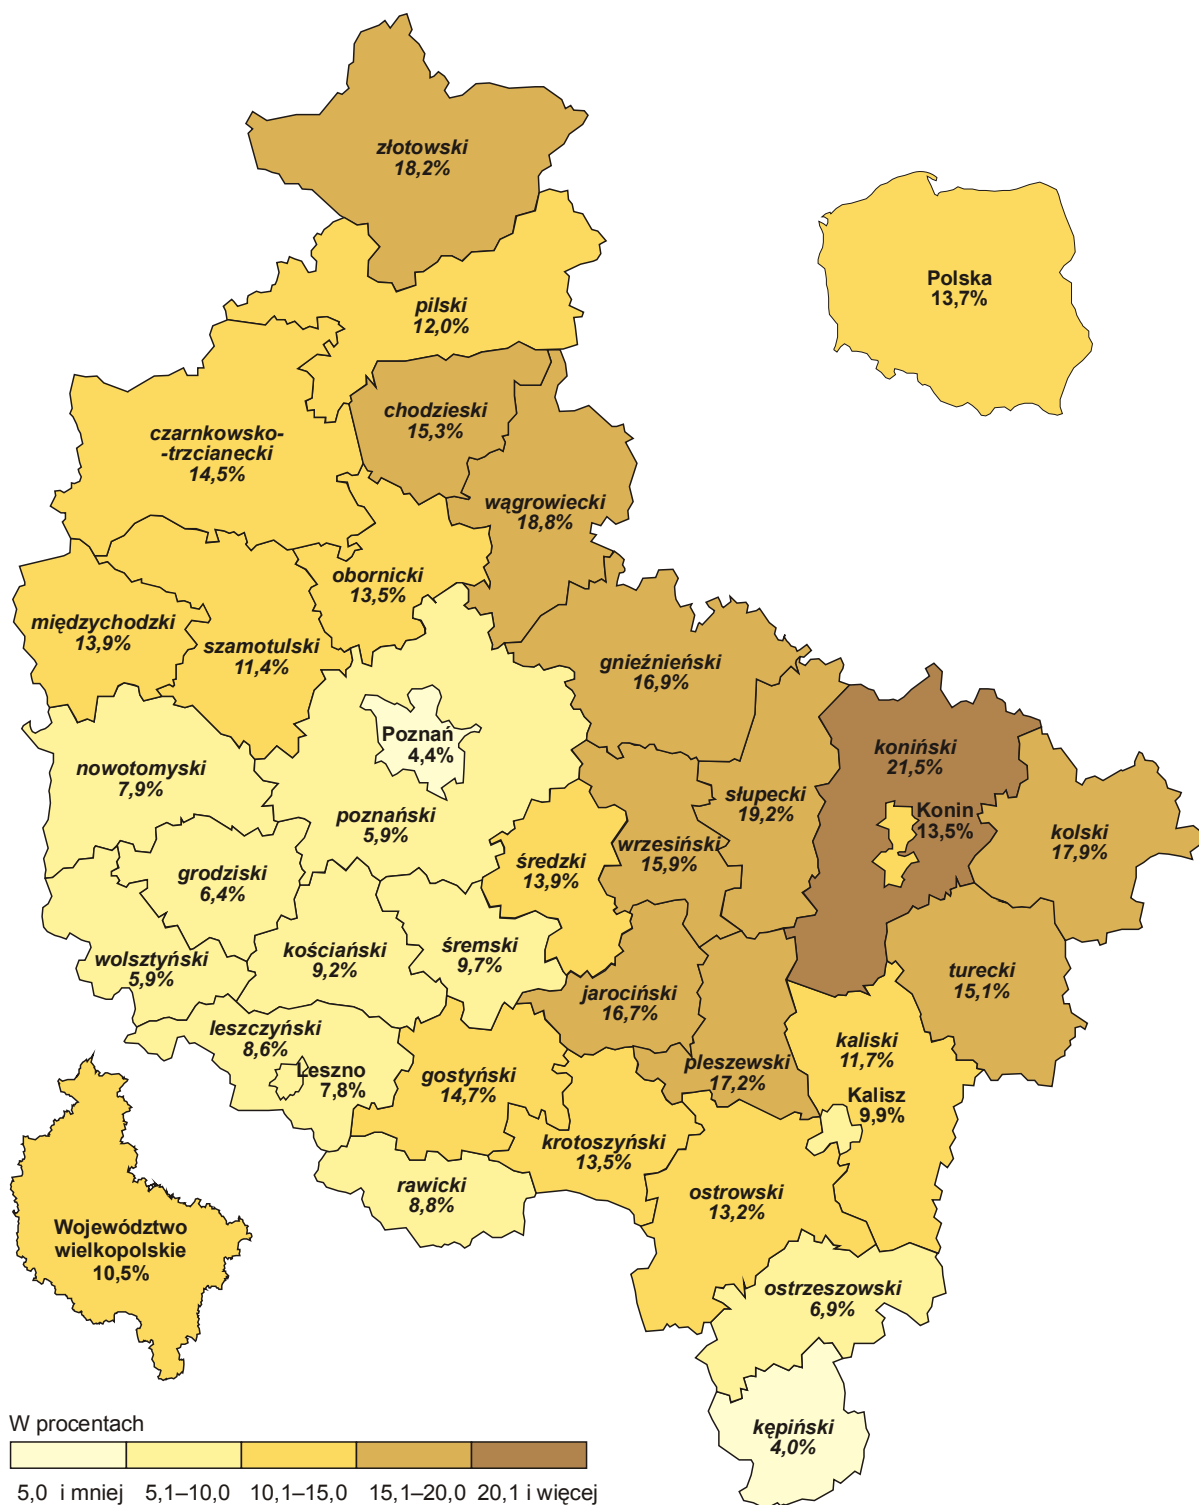 złotowski
18,2%
Polska
13,7%
pilski
12,0%
chodzieski
15,3%
czarnkowsko-
-trzcianecki
14,5%
wągrowiecki
18,8%
obornicki
13,5%
międzychodzki
13,9%
szamotulski
11,4%
gnieźnieński
16,9%
Poznań
4,4%
koniński
21,5%
nowotomyski
7,9%
słupecki
19,2%
poznański
5,9%
Konin
13,5%
kolski
17,9%
wrzesiński
15,9%
średzki
13,9%
grodziski
6,4%
kościański
9,2%
śremski
9,7%
wolsztyński
5,9%
turecki
15,1%
jarociński
16,7%
leszczyński
8,6%
kaliski
11,7%
pleszewski
17,2%
Leszno
7,8%
gostyński
14,7%
Kalisz
9,9%
krotoszyński
13,5%
rawicki
8,8%
ostrowski
13,2%
Województwo
wielkopolskie
10,5%
ostrzeszowski
6,9%
kępiński
4,0%
W procentach
5,0 i mniej 5,1–10,0 10,1–15,0 15,1–20,0 20,1 i więcej